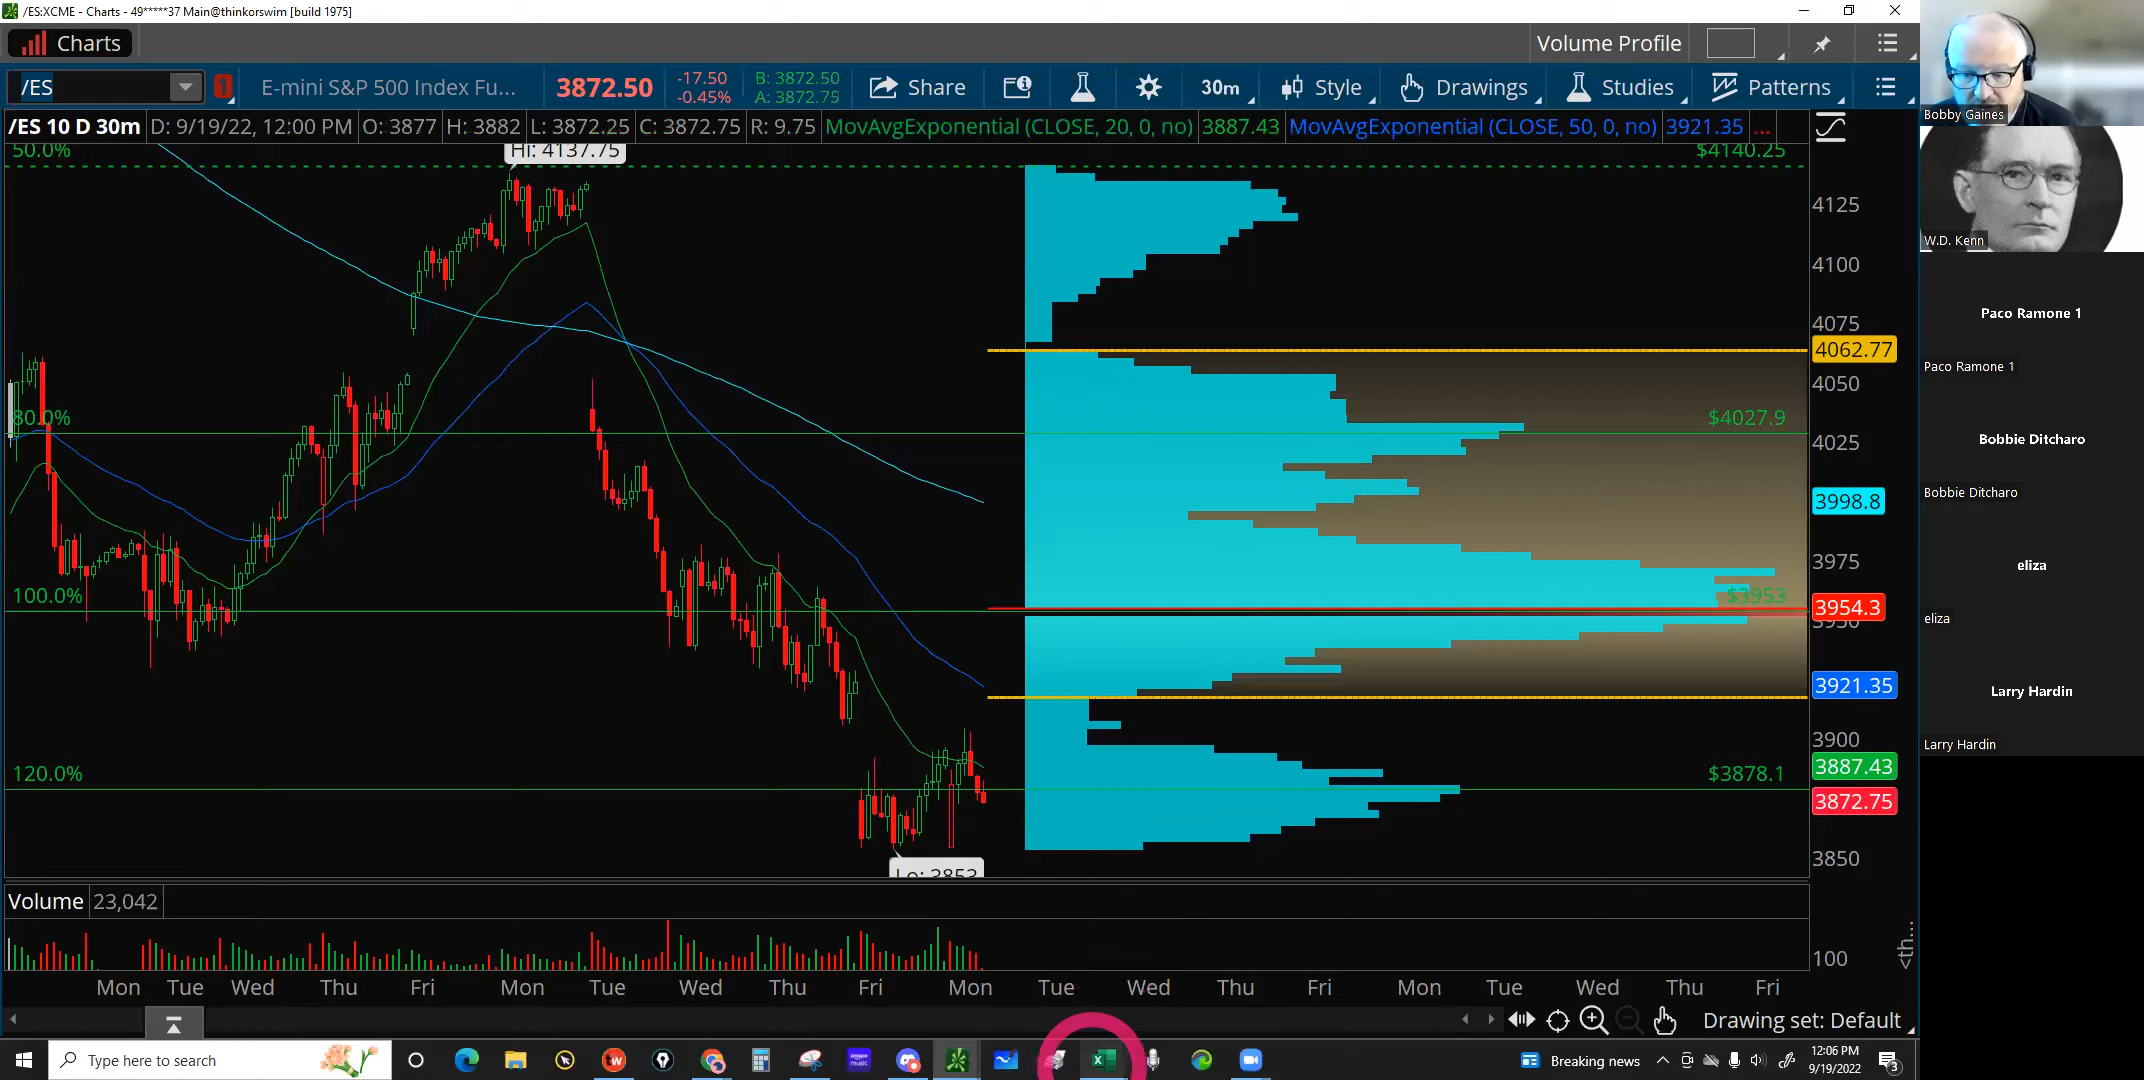 /ES:XCME - Charts - 49*****37 Main@thinkorswim [build 1975]
Charts
Volume Profile
/ES
1
E-mini S&P 500 Index Fu...
3872.50
-17.50
-0.45%
B: 3872.50
A: 3872.75
Share
30m
Style
Drawings
Studies
Patterns
/ES 10 D 30m
D: 9/19/22, 12:00 PM
O: 3877
H: 3882
L: 3872.25
C: 3872.75
R: 9.75
MovAvgExponential (CLOSE, 20, 0, no)
3887.43
MovAvgExponential (CLOSE, 50, 0, no)
3921.35
...
50.0%
Hi: 4137.75
$4140.25
4125
4100
4075
4062.77
4050
80.0%
$4027.9
4025
3998.8
3975
100.0%
$3953
3954.3
3950
3921.35
3900
120.0%
$3878.1
3887.43
3872.75
3850
Lo: 3853
Volume
23,042
100
<th...
Mon
Tue
Wed
Thu
Fri
Mon
Tue
Wed
Thu
Fri
Mon
Tue
Wed
Thu
Fri
Mon
Tue
Wed
Thu
Fri
Drawing set: Default
Type here to search
Breaking news
12:06 PM
9/19/2022
3
Bobby Gaines
W.D. Kenn
Paco Ramone 1
Paco Ramone 1
Bobbie Ditcharo
Bobbie Ditcharo
eliza
eliza
Larry Hardin
Larry Hardin